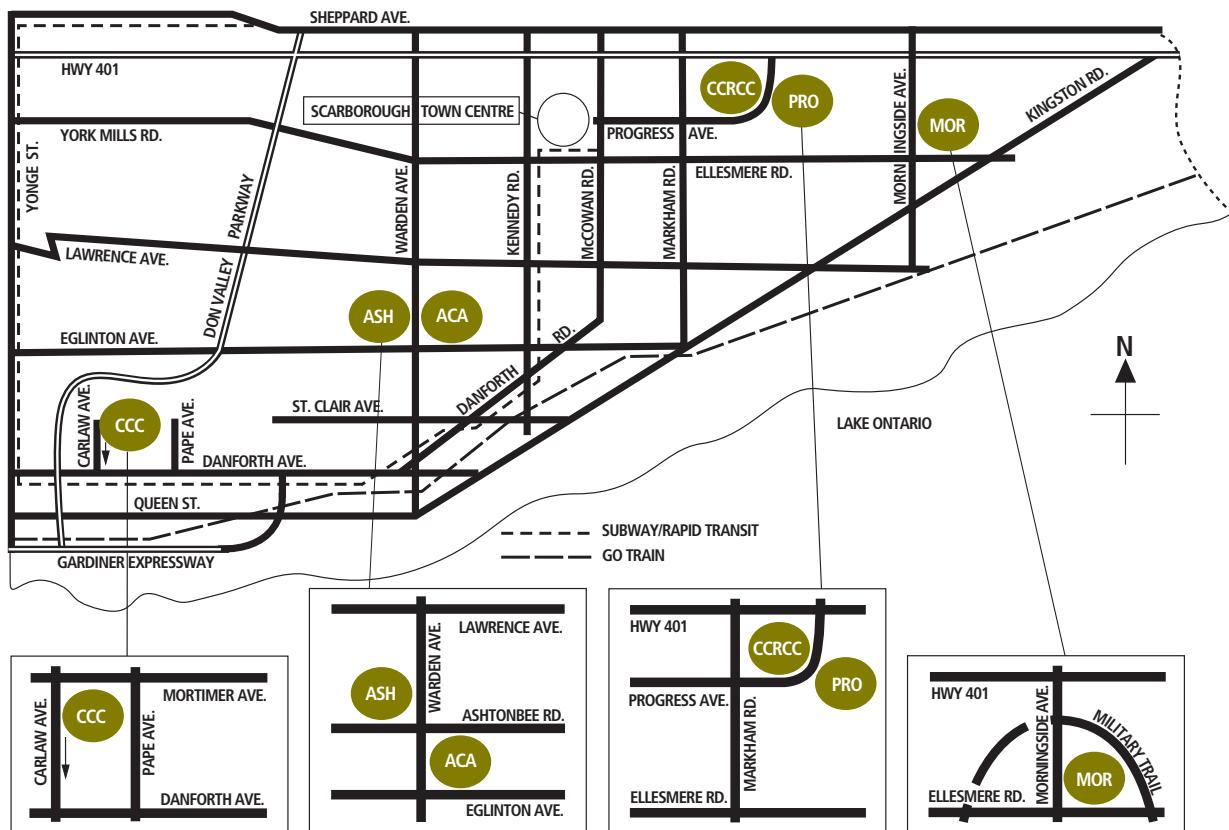 SHEPPARD AVE.
HWY 401
SCARBOROUGH TOWN CENTRE
CCRCC
PRO
MOR
PROGRESS AVE.
YORK MILLS RD.
ELLESMERE RD.
KINGSTON RD.
MORNINGSIDE AVE.
YONGE ST.
DON VALLEY PARKWAY
WARDEN AVE.
KENNEDY RD.
McCOWAN RD.
MARKHAM RD.
LAWRENCE AVE.
ASH
ACA
EGLINTON AVE.
DANFORTH RD.
N
CARLAW AVE.
CCC
PAPE AVE.
ST. CLAIR AVE.
LAKE ONTARIO
DANFORTH AVE.
QUEEN ST.
SUBWAY/RAPID TRANSIT
GO TRAIN
GARDINER EXPRESSWAY
MORTIMER AVE.
CARLAW AVE.
CCC
PAPE AVE.
DANFORTH AVE.
LAWRENCE AVE.
WARDEN AVE.
ASH
ASHTONBEE RD.
ACA
EGLINTON AVE.
HWY 401
CCRCC
PRO
PROGRESS AVE.
MARKHAM RD.
ELLESMERE RD.
HWY 401
MORNINGSIDE AVE.
MILITARY TRAIL
MOR
ELLESMERE RD.